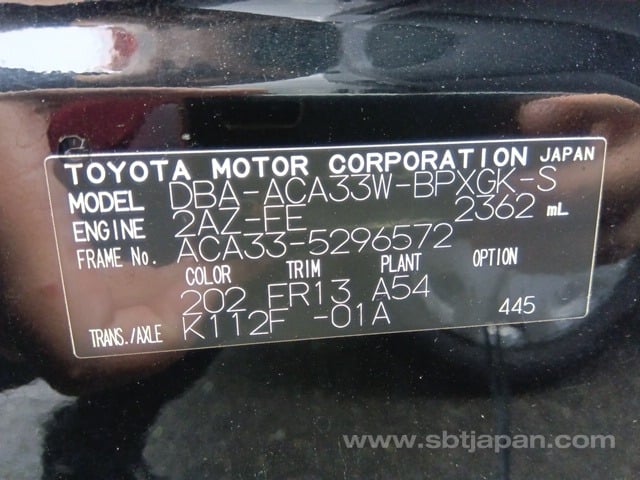 TOYOTA MOTOR CORPORATION JAPAN
MODEL DBA-ACA33W-BPXGK-S
ENGINE 2AZ-FE 2362 mL
FRAME No. ACA33-5296572
COLOR TRIM PLANT OPTION
202 FR13 A54
TRANS./AXLE K112F -01A 445
www.sbtjapan.com